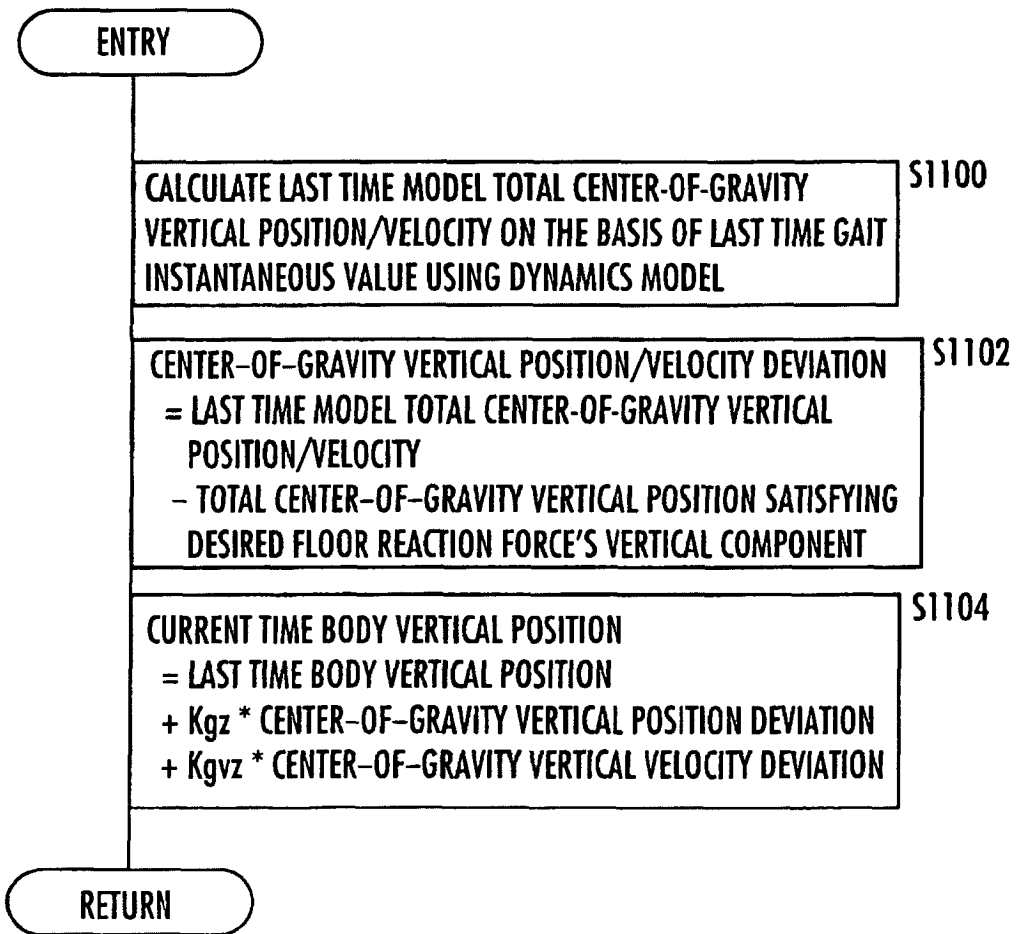 ENTRY
S1100
CALCULATE LAST TIME MODEL TOTAL CENTER-OF-GRAVITY
VERTICAL POSITION/VELOCITY ON THE BASIS OF LAST TIME GAIT
INSTANTANEOUS VALUE USING DYNAMICS MODEL
S1102
CENTER-OF-GRAVITY VERTICAL POSITION/VELOCITY DEVIATION
= LAST TIME MODEL TOTAL CENTER-OF-GRAVITY VERTICAL
POSITION/VELOCITY
- TOTAL CENTER-OF-GRAVITY VERTICAL POSITION SATISFYING
DESIRED FLOOR REACTION FORCE'S VERTICAL COMPONENT
S1104
CURRENT TIME BODY VERTICAL POSITION
= LAST TIME BODY VERTICAL POSITION
+ Kgz * CENTER-OF-GRAVITY VERTICAL POSITION DEVIATION
+ Kgvz * CENTER-OF-GRAVITY VERTICAL VELOCITY DEVIATION
RETURN